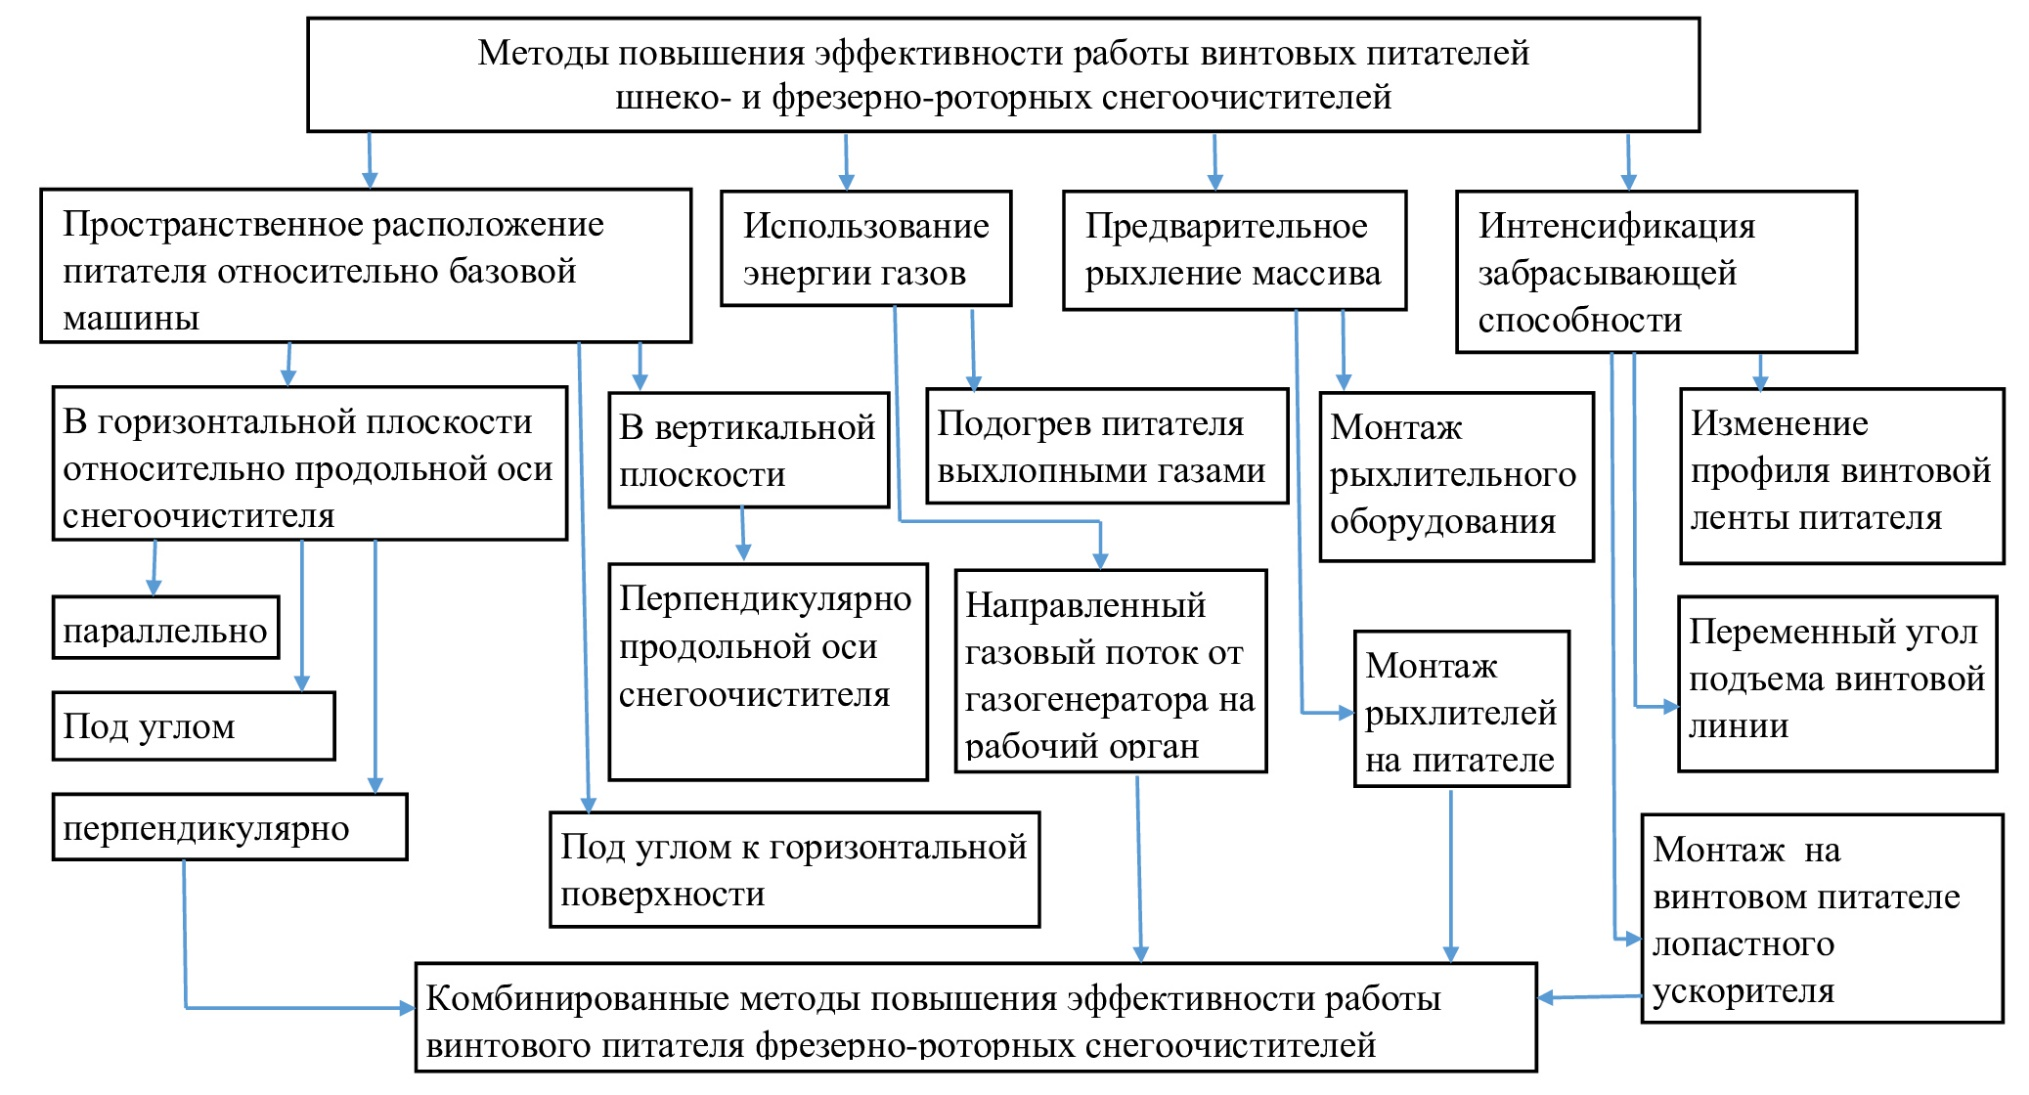 Методы повышения эффективности работы винтовых питателей
шнеко- и фрезерно-роторных снегоочистителей
Пространственное расположение
питателя относительно базовой
машины
Использование
энергии газов
Предварительное
рыхление массива
Интенсификация
забрасывающей
способности
В горизонтальной плоскости
относительно продольной оси
снегоочистителя
В вертикальной
плоскости
Подогрев питателя
выхлопными газами
Монтаж
рыхлительного
оборудования
Изменение
профиля винтовой
ленты питателя
параллельно
Под углом
перпендикулярно
Перпендикулярно
продольной оси
снегоочистителя
Направленный
газовый поток от
газогенератора на
рабочий орган
Монтаж
рыхлителей
на питателе
Переменный угол
подъема винтовой
линии
Под углом к горизонтальной
поверхности
Монтаж  на
винтовом питателе
лопастного
ускорителя
Комбинированные методы повышения эффективности работы
винтового питателя фрезерно-роторных снегоочистителей